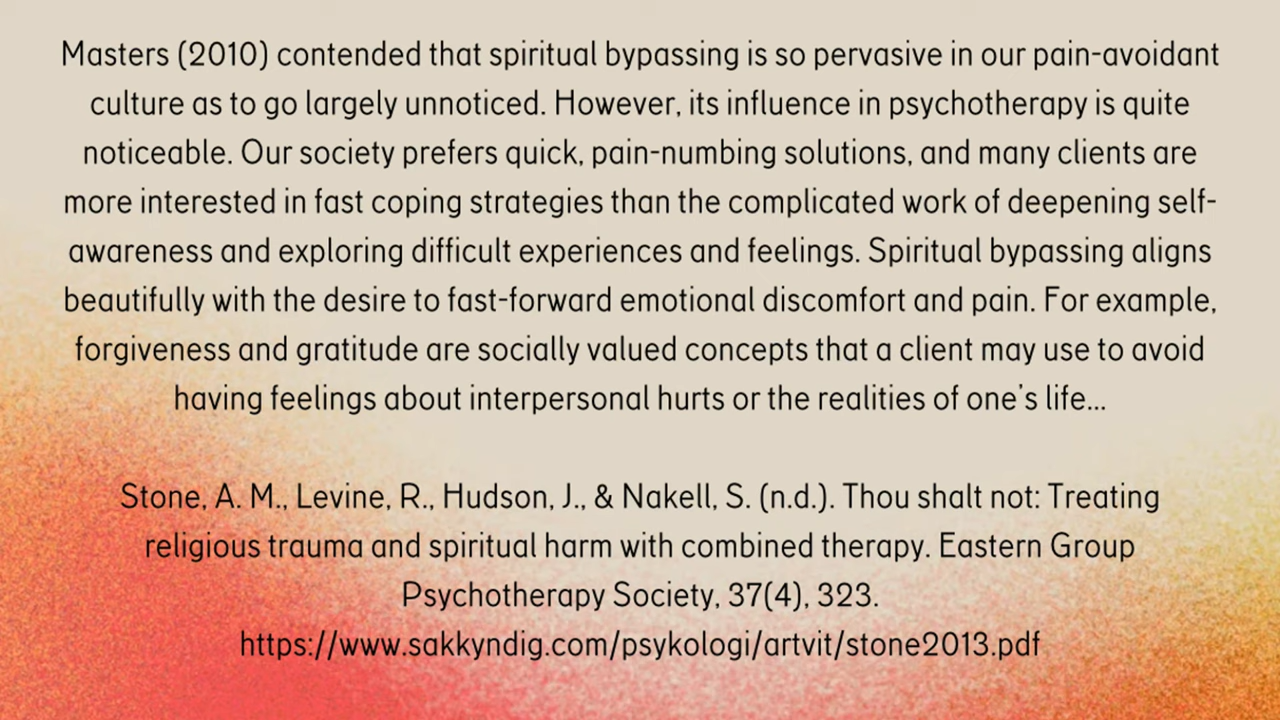 Masters (2010) contended that spiritual bypassing is so pervasive in our pain-avoidant
culture as to go largely unnoticed. However, its influence in psychotherapy is quite
noticeable. Our society prefers quick, pain-numbing solutions, and many clients are
more interested in fast coping strategies than the complicated work of deepening self-
awareness and exploring difficult experiences and feelings. Spiritual bypassing aligns
beautifully with the desire to fast-forward emotional discomfort and pain. For example,
forgiveness and gratitude are socially valued concepts that a client may use to avoid
having feelings about interpersonal hurts or the realities of one's life...
Stone, A. M., Levine, R., Hudson, J., & Nakell, S. (n.d.). Thou shalt not: Treating
religious trauma and spiritual harm with combined therapy. Eastern Group
Psychotherapy Society, 37(4), 323.
https://www.sakkyndig.com/psykologi/artvit/stone2013.pdf